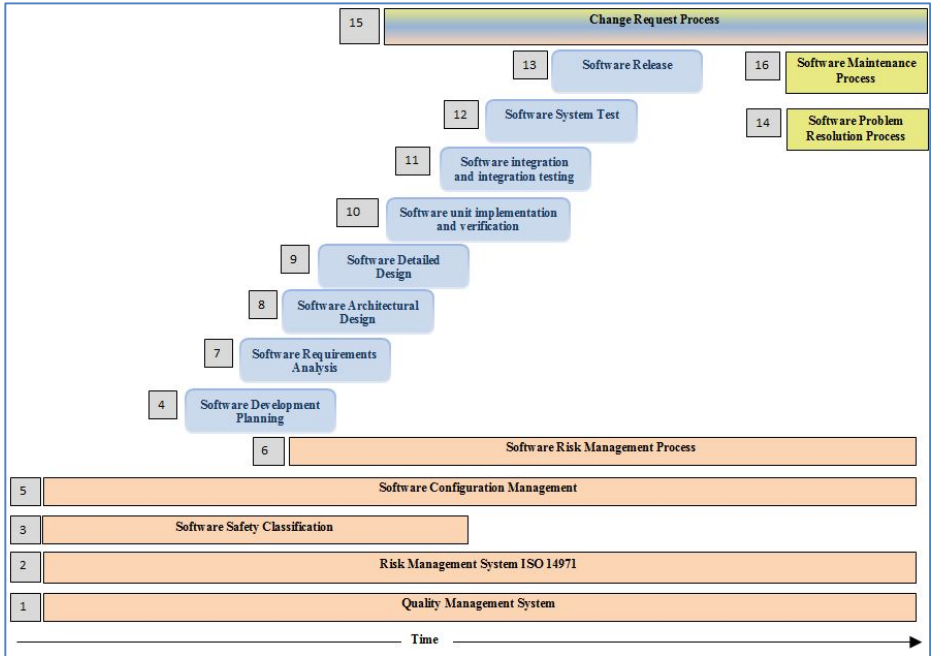 15
Change Request Process
13
Software Release
16
Software Maintenance
Process
12
Software System Test
14
Software Problem
Resolution Process
11
Software integration
and integration testing
10
Software unit implementation
and verification
9
Software Detailed
Design
8
Software Architectural
Design
7
Software Requirements
Analysis
4
Software Development
Planning
6
Software Risk Management Process
5
Software Configuration Management
3
Software Safety Classification
2
Risk Management System ISO 14971
1
Quality Management System
Time